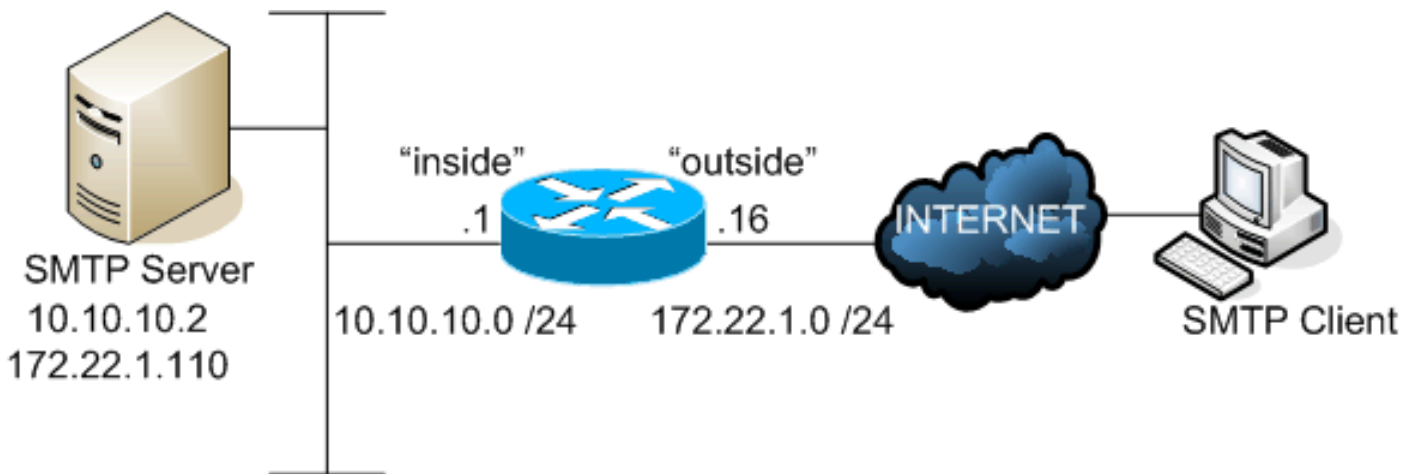 “inside”
“outside”
.1
.16
INTERNET
SMTP Server
10.10.10.2
172.22.1.110
10.10.10.0 /24
172.22.1.0 /24
SMTP Client